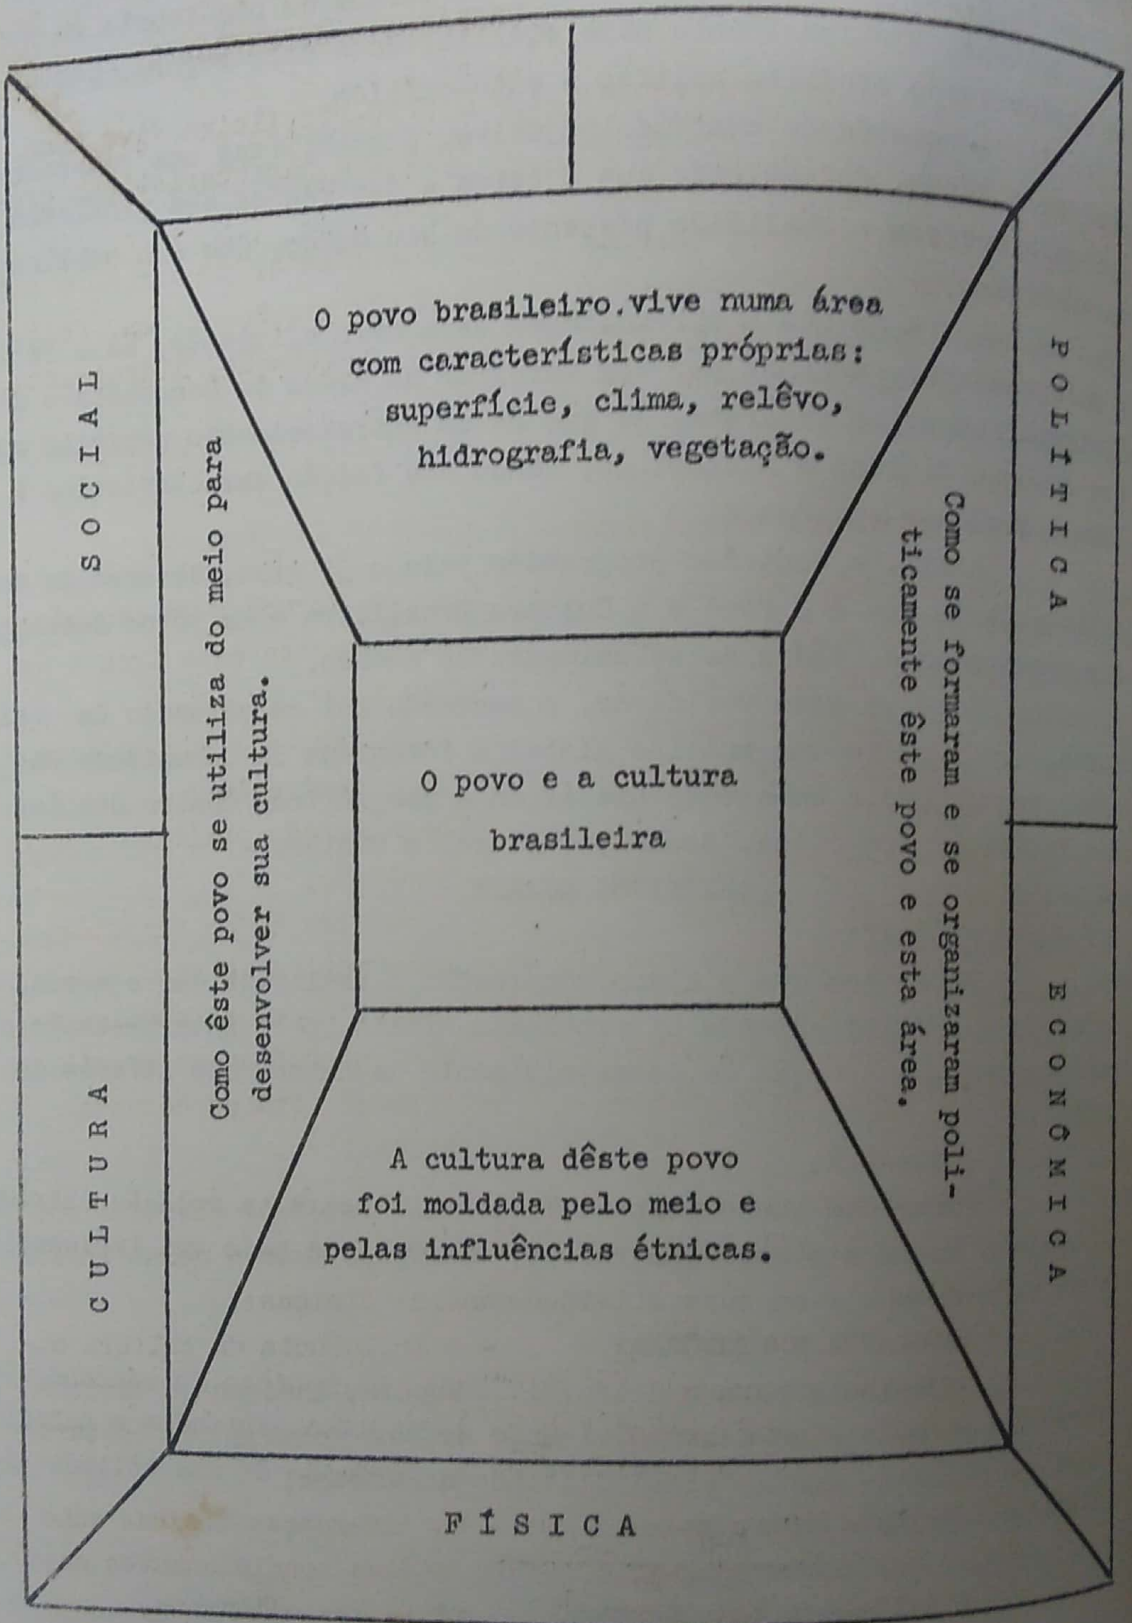 O povo brasileiro.vive numa área
com características próprias:
superfície, clima, relêvo,
hidrografia, vegetação.
SOCIAL
CULTURA
Como êste povo se utiliza do meio para
desenvolver sua cultura.
O povo e a cultura
brasileira
Como se formaram e se organizaram poli-
ticamente êste povo e esta área.
POLÍTICA
ECONÔMICA
A cultura dêste povo
foi moldada pelo meio e
pelas influências étnicas.
FÍSICA